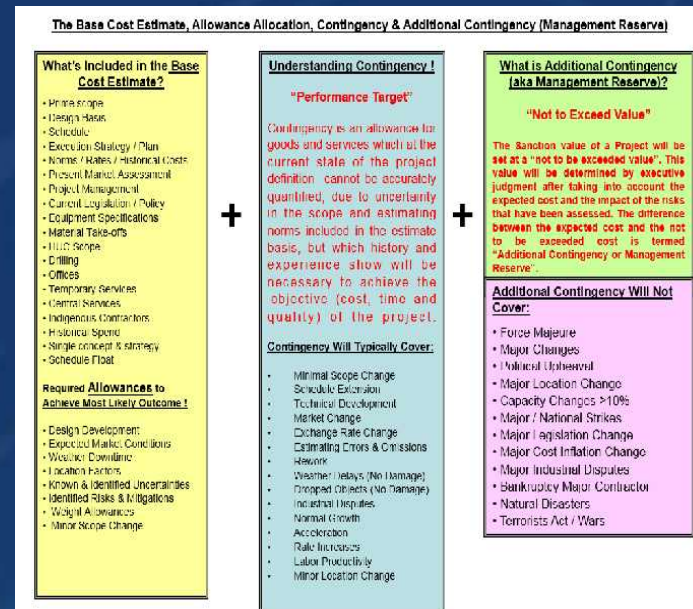 The Base Cost Estimate, Allowance Allocation, Contingency & Additional Contingency (Management Reserve)
What's Included in the Base
Cost Estimate?
• Prime scope
• Design Basis
• Schedule
• Execution Strategy / Plan
• Norms / Rates / Historical Costs
• Present Market Assessment
• Project Management
• Current Legislation / Policy
• Equipment Specifications
• Material Take-offs
• HUC Scope
• Drilling
• Offices
• Temporary Services
• Central Services
• Indigenous Contractors
• Historical Spend
• Single concept & strategy
• Schedule Float
Required Allowances to
Achieve Most Likely Outcome !
• Design Development
• Expected Market Conditions
• Weather Downtime
• Location Factors
• Known & Identified Uncertainties
• Identified Risks & Mitigations
• Weight Allowances
• Minor Scope Change
+
Understanding Contingency !
"Performance Target"
Contingency is an allowance for
goods and services which at the
current state of the project
definition cannot be accurately
quantified, due to uncertainty
in the scope and estimating
norms included in the estimate
basis, but which history and
experience show will be
necessary to achieve the
objective (cost, time and
quality) of the project.
Contingency Will Typically Cover:
• Minimal Scope Change
• Schedule Extension
• Technical Development
• Market Change
• Exchange Rate Change
• Estimating Errors & Omissions
• Rework
• Weather Delays (No Damage)
• Dropped Objects (No Damage)
• Industrial Disputes
• Normal Growth
• Acceleration
• Rate Increases
• Labor Productivity
• Minor Location Change
+
What is Additional Contingency
(aka Management Reserve)?
"Not to Exceed Value"
The Sanction value of a Project will be
set at a "not to be exceeded value". This
value will be determined by executive
judgment after taking into account the
expected cost and the impact of the risks
that have been assessed. The difference
between the expected cost and the not
to be exceeded cost is termed
"Additional Contingency or Management
Reserve".
Additional Contingency Will Not
Cover:
• Force Majeure
• Major Changes
• Political Upheaval
• Major Location Change
• Capacity Changes >10%
• Major / National Strikes
• Major Legislation Change
• Major Cost Inflation Change
• Major Industrial Disputes
• Bankruptcy Major Contractor
• Natural Disasters
• Terrorists Act / Wars